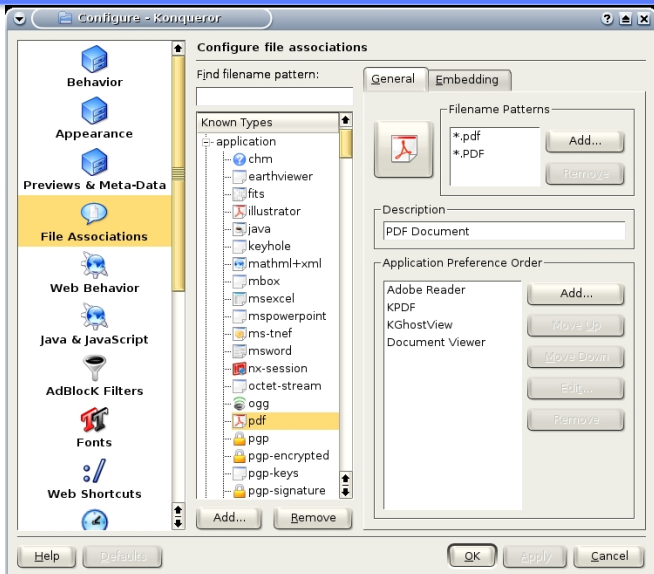 Configure - Konqueror
Behavior
Appearance
Previews & Meta-Data
File Associations
Web Behavior
Java & JavaScript
AdBlocK Filters
Fonts
Web Shortcuts
Configure file associations
Find filename pattern:
Known Types
application
chm
earthviewer
fits
illustrator
java
keyhole
mathml+xml
mbox
msexcel
mspowerpoint
ms-tnef
msword
nx-session
octet-stream
ogg
pdf
pgp
pgp-encrypted
pgp-keys
pgp-signature
Add... Remove
General Embedding
Filename Patterns
*.pdf
*.PDF
Add...
Remove
Description
PDF Document
Application Preference Order
Adobe Reader
KPDF
KGhostView
Document Viewer
Add...
Move Up
Move Down
Edit...
Remove
Help Defaults OK Apply Cancel